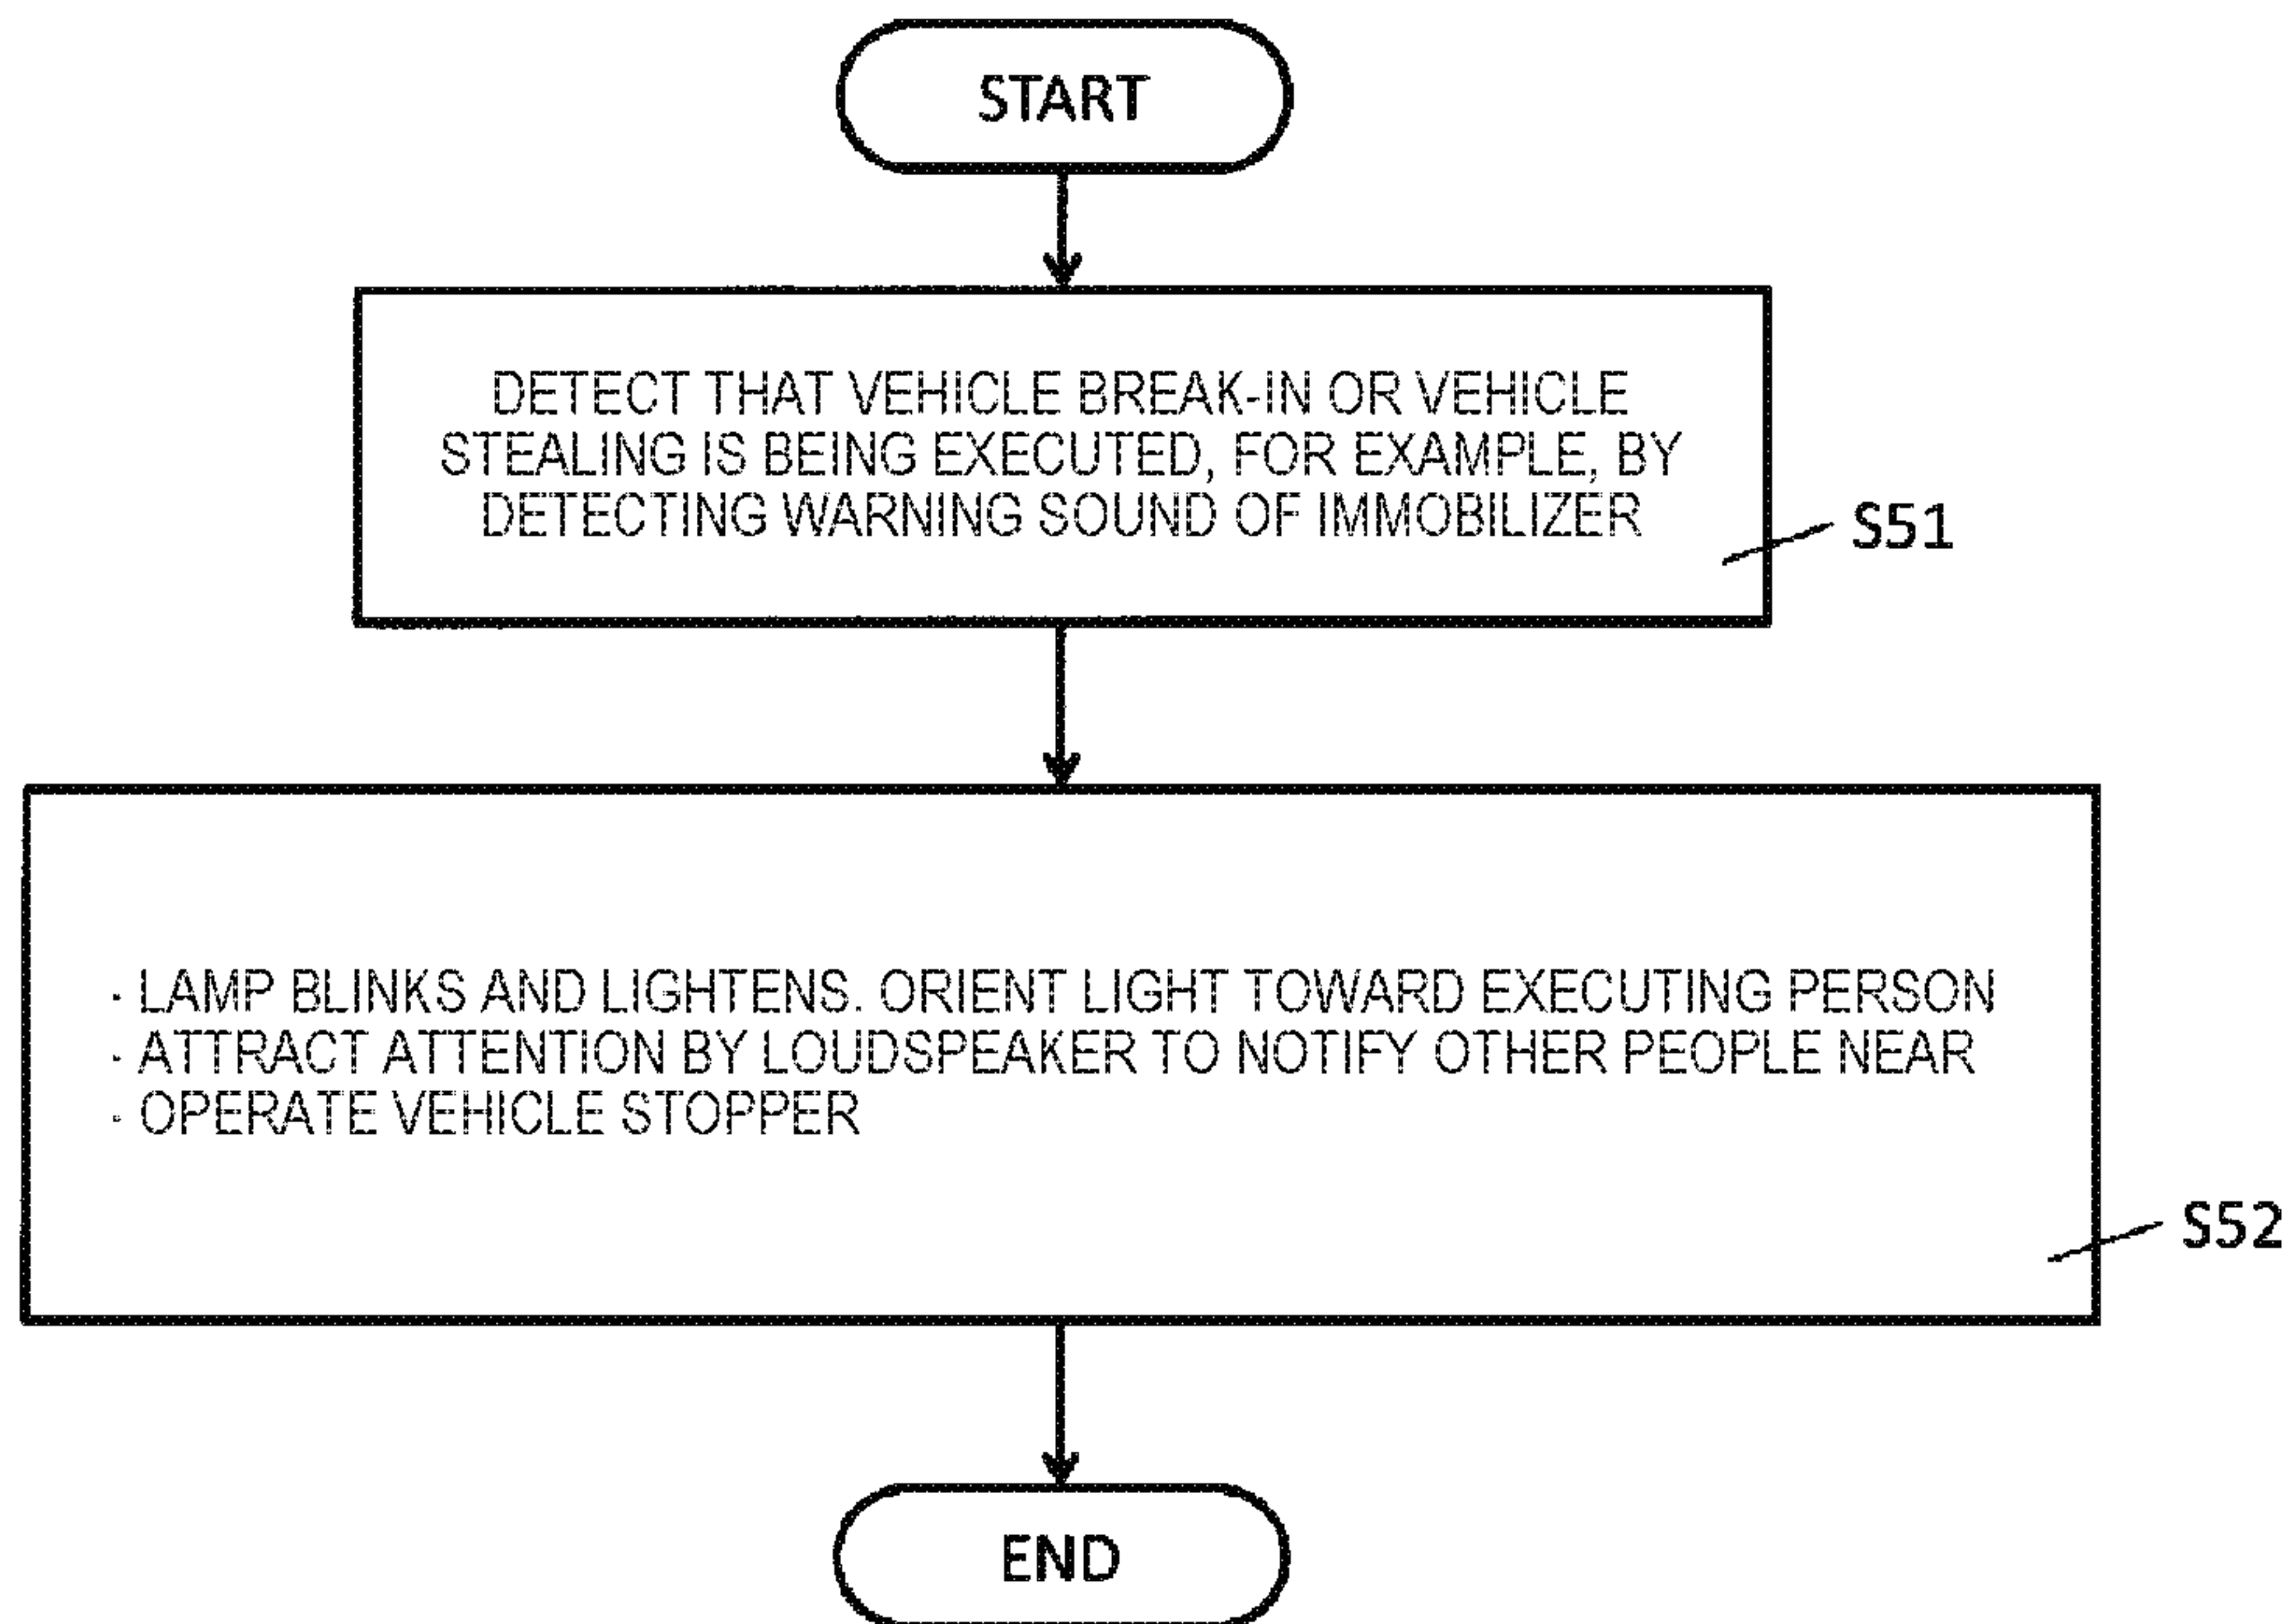 START
DETECT THAT VEHICLE BREAK-IN OR VEHICLE
STEALING IS BEING EXECUTED, FOR EXAMPLE, BY
DETECTING WARNING SOUND OF IMMOBILIZER
S51
· LAMP BLINKS AND LIGHTENS. ORIENT LIGHT TOWARD EXECUTING PERSON
· ATTRACT ATTENTION BY LOUDSPEAKER TO NOTIFY OTHER PEOPLE NEAR
· OPERATE VEHICLE STOPPER
S52
END